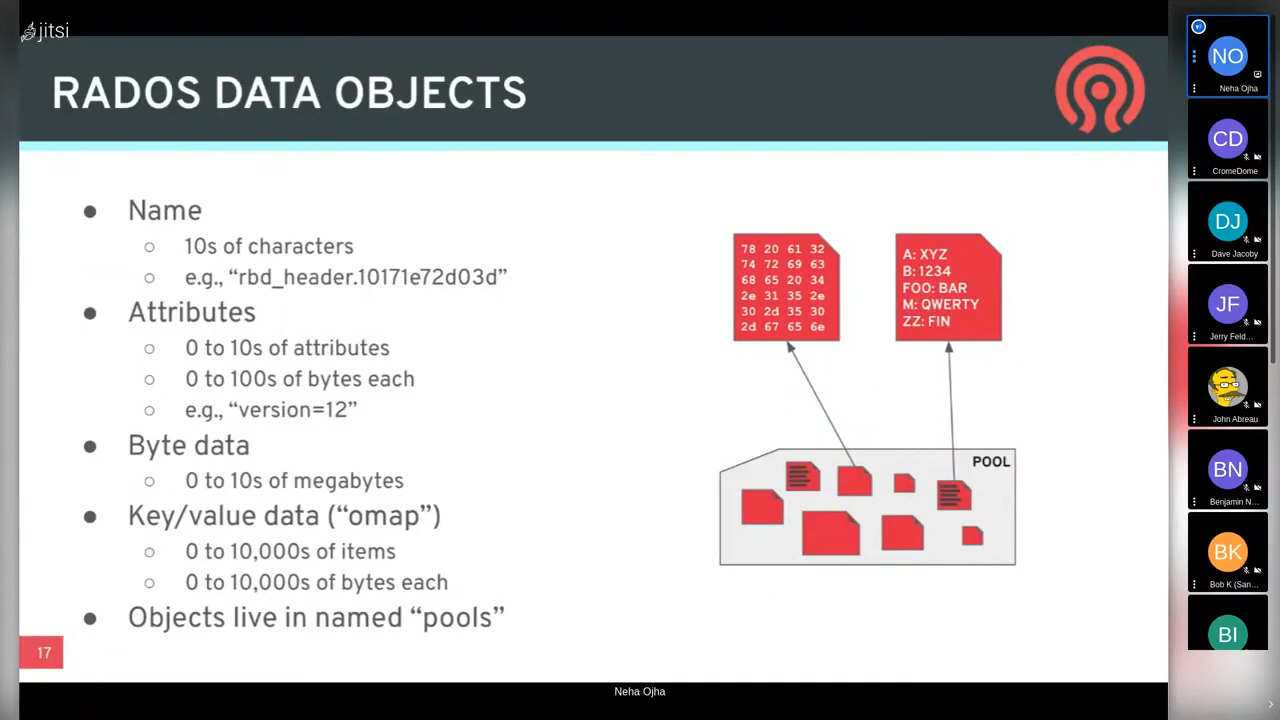 jitsi
RADOS DATA OBJECTS
● Name
○ 10s of characters
○ e.g., “rbd_header.10171e72d03d”
● Attributes
○ 0 to 10s of attributes
○ 0 to 100s of bytes each
○ e.g., “version=12”
● Byte data
○ 0 to 10s of megabytes
● Key/value data (“omap”)
○ 0 to 10,000s of items
○ 0 to 10,000s of bytes each
● Objects live in named “pools”
17
78 20 61 32
74 72 69 63
68 65 20 34
2e 31 35 2e
30 2d 35 30
2d 67 65 6e
A: XYZ
B: 1234
FOO: BAR
M: QWERTY
ZZ: FIN
POOL
Neha Ojha
NO
Neha Ojha
CD
CromeDome
DJ
Dave Jacoby
JF
Jerry Feld...
John Abreau
BN
Benjamin N...
BK
Bob K (San...
BI